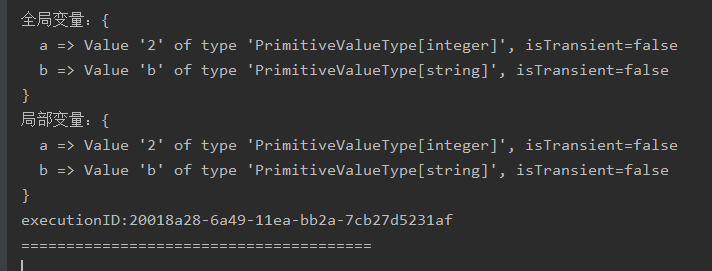 全局变量：{
  a => Value '2' of type 'PrimitiveValueType[integer]', isTransient=false
  b => Value 'b' of type 'PrimitiveValueType[string]', isTransient=false
}
局部变量：{
  a => Value '2' of type 'PrimitiveValueType[integer]', isTransient=false
  b => Value 'b' of type 'PrimitiveValueType[string]', isTransient=false
}
executionID:20018a28-6a49-11ea-bb2a-7cb27d5231af
=======================================